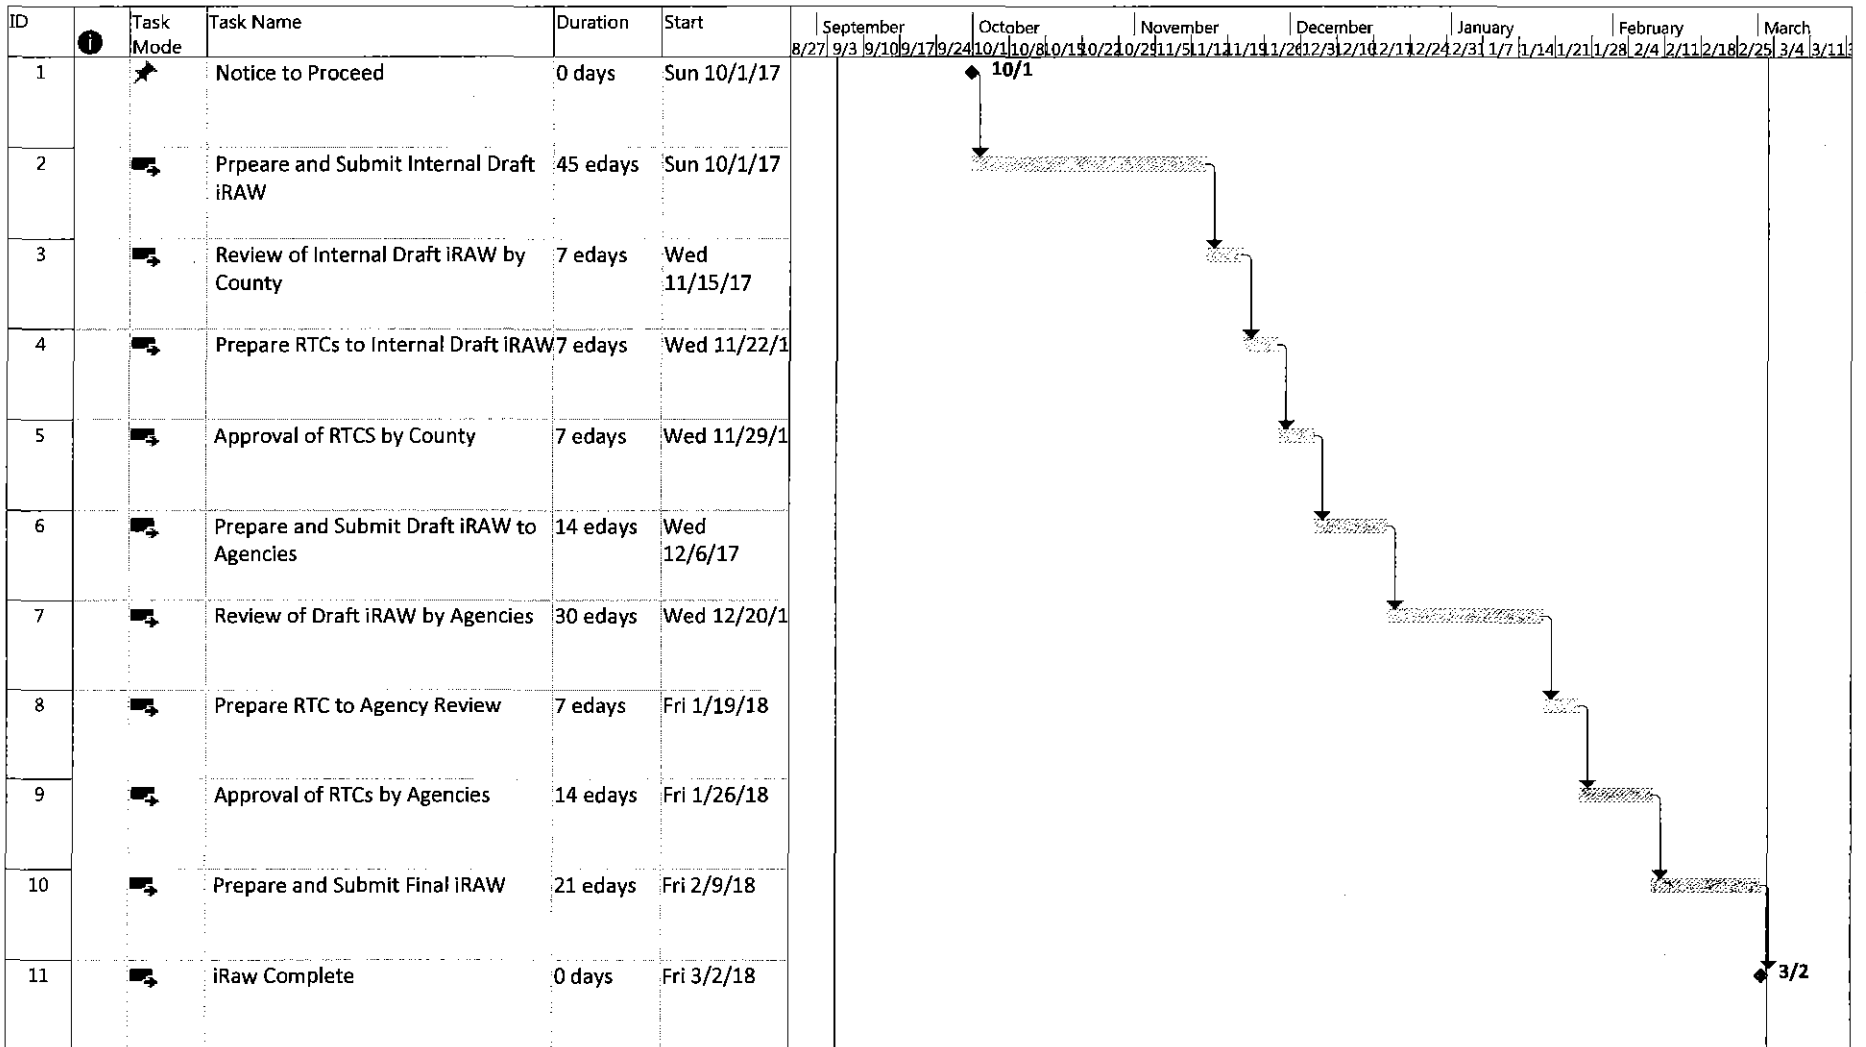 ID Task Task Name Duration Start
Mode
September October November December January February March
8/27 9/3 9/10 9/17 9/24 10/1 10/8 10/15 10/22 10/29 11/5 11/12 11/19 11/26 12/3 12/10 12/17 12/24 12/31 1/7 1/14 1/21 1/28 2/4 2/11 2/18 2/25 3/4 3/11
1 Notice to Proceed 0 days Sun 10/1/17 10/1
2 Prpeare and Submit Internal Draft 45 edays Sun 10/1/17
iRAW
3 Review of Internal Draft iRAW by 7 edays Wed
County 11/15/17
4 Prepare RTCs to Internal Draft iRAW 7 edays Wed 11/22/1
5 Approval of RTCS by County 7 edays Wed 11/29/1
6 Prepare and Submit Draft iRAW to 14 edays Wed
Agencies 12/6/17
7 Review of Draft iRAW by Agencies 30 edays Wed 12/20/1
8 Prepare RTC to Agency Review 7 edays Fri 1/19/18
9 Approval of RTCs by Agencies 14 edays Fri 1/26/18
10 Prepare and Submit Final iRAW 21 edays Fri 2/9/18
11 iRaw Complete 0 days Fri 3/2/18 3/2